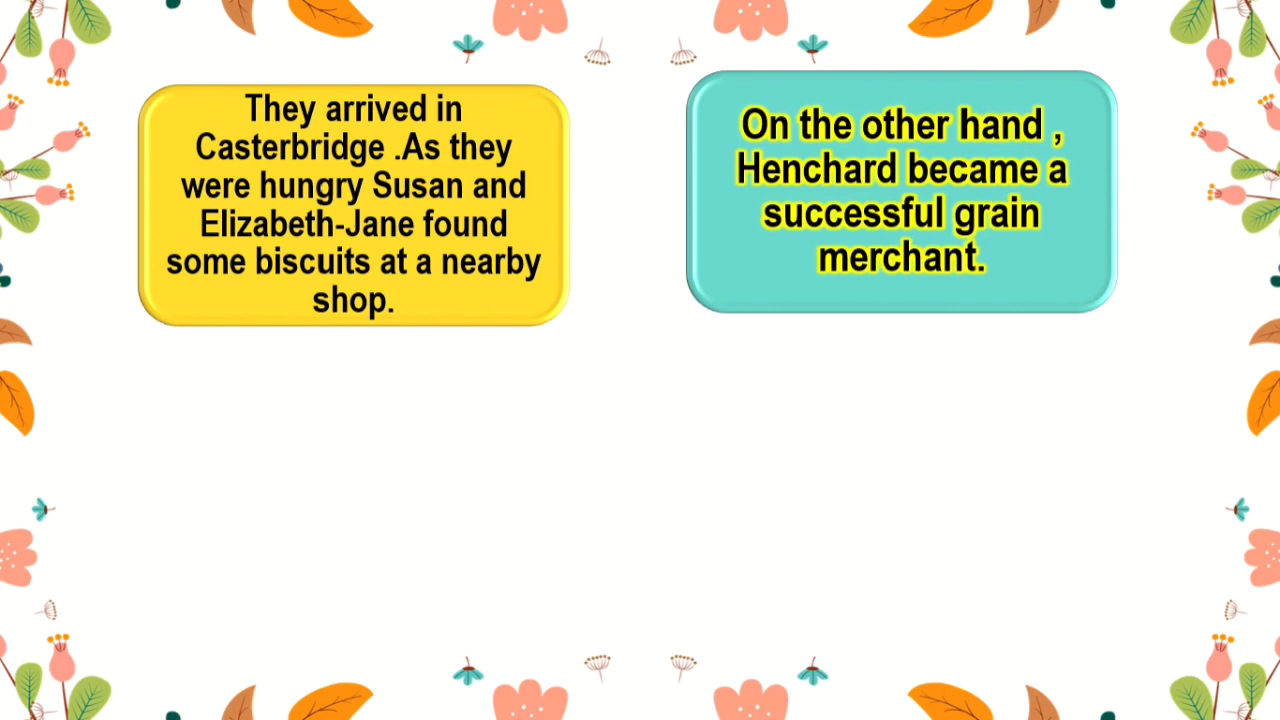 They arrived in
Casterbridge .As they
were hungry Susan and
Elizabeth-Jane found
some biscuits at a nearby
shop.
On the other hand ,
Henchard became a
successful grain
merchant.